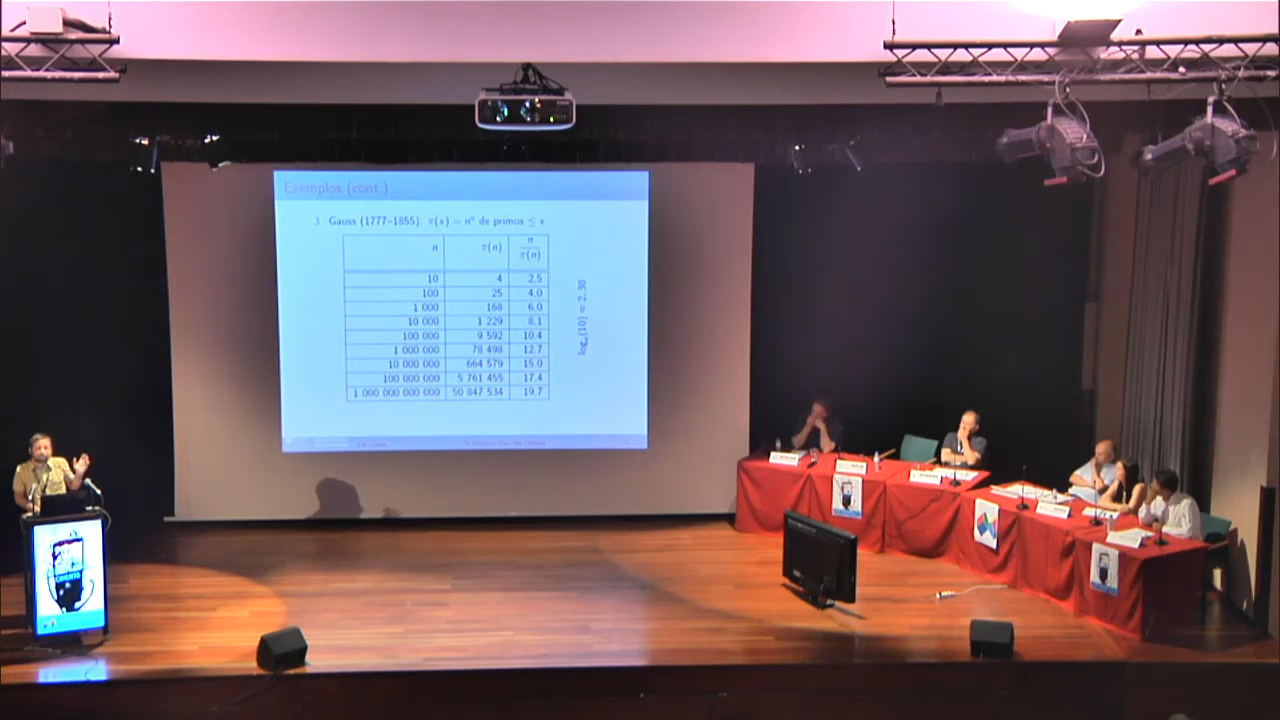 Exemplos (cont.)
3 Gauss (1777–1855) π(x) = nº de primos ≤ x
n π(n) n/π(n)
10 4 2,5
100 25 4,0
1 000 168 6,0
10 000 1 229 8,1
100 000 9 592 10,4
1 000 000 78 498 12,7
10 000 000 664 579 15,0
100 000 000 5 761 455 17,4
1 000 000 000 000 50 847 534 19,7
logₑ(10) ≈ 2,30